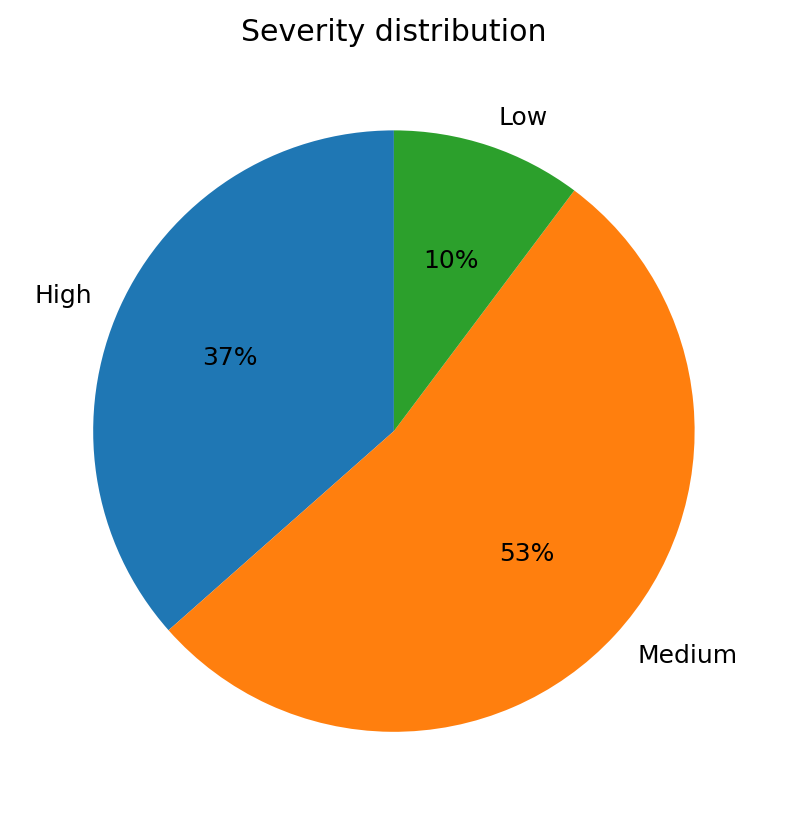 Severity distribution
Low
10%
High
37%
53%
Medium